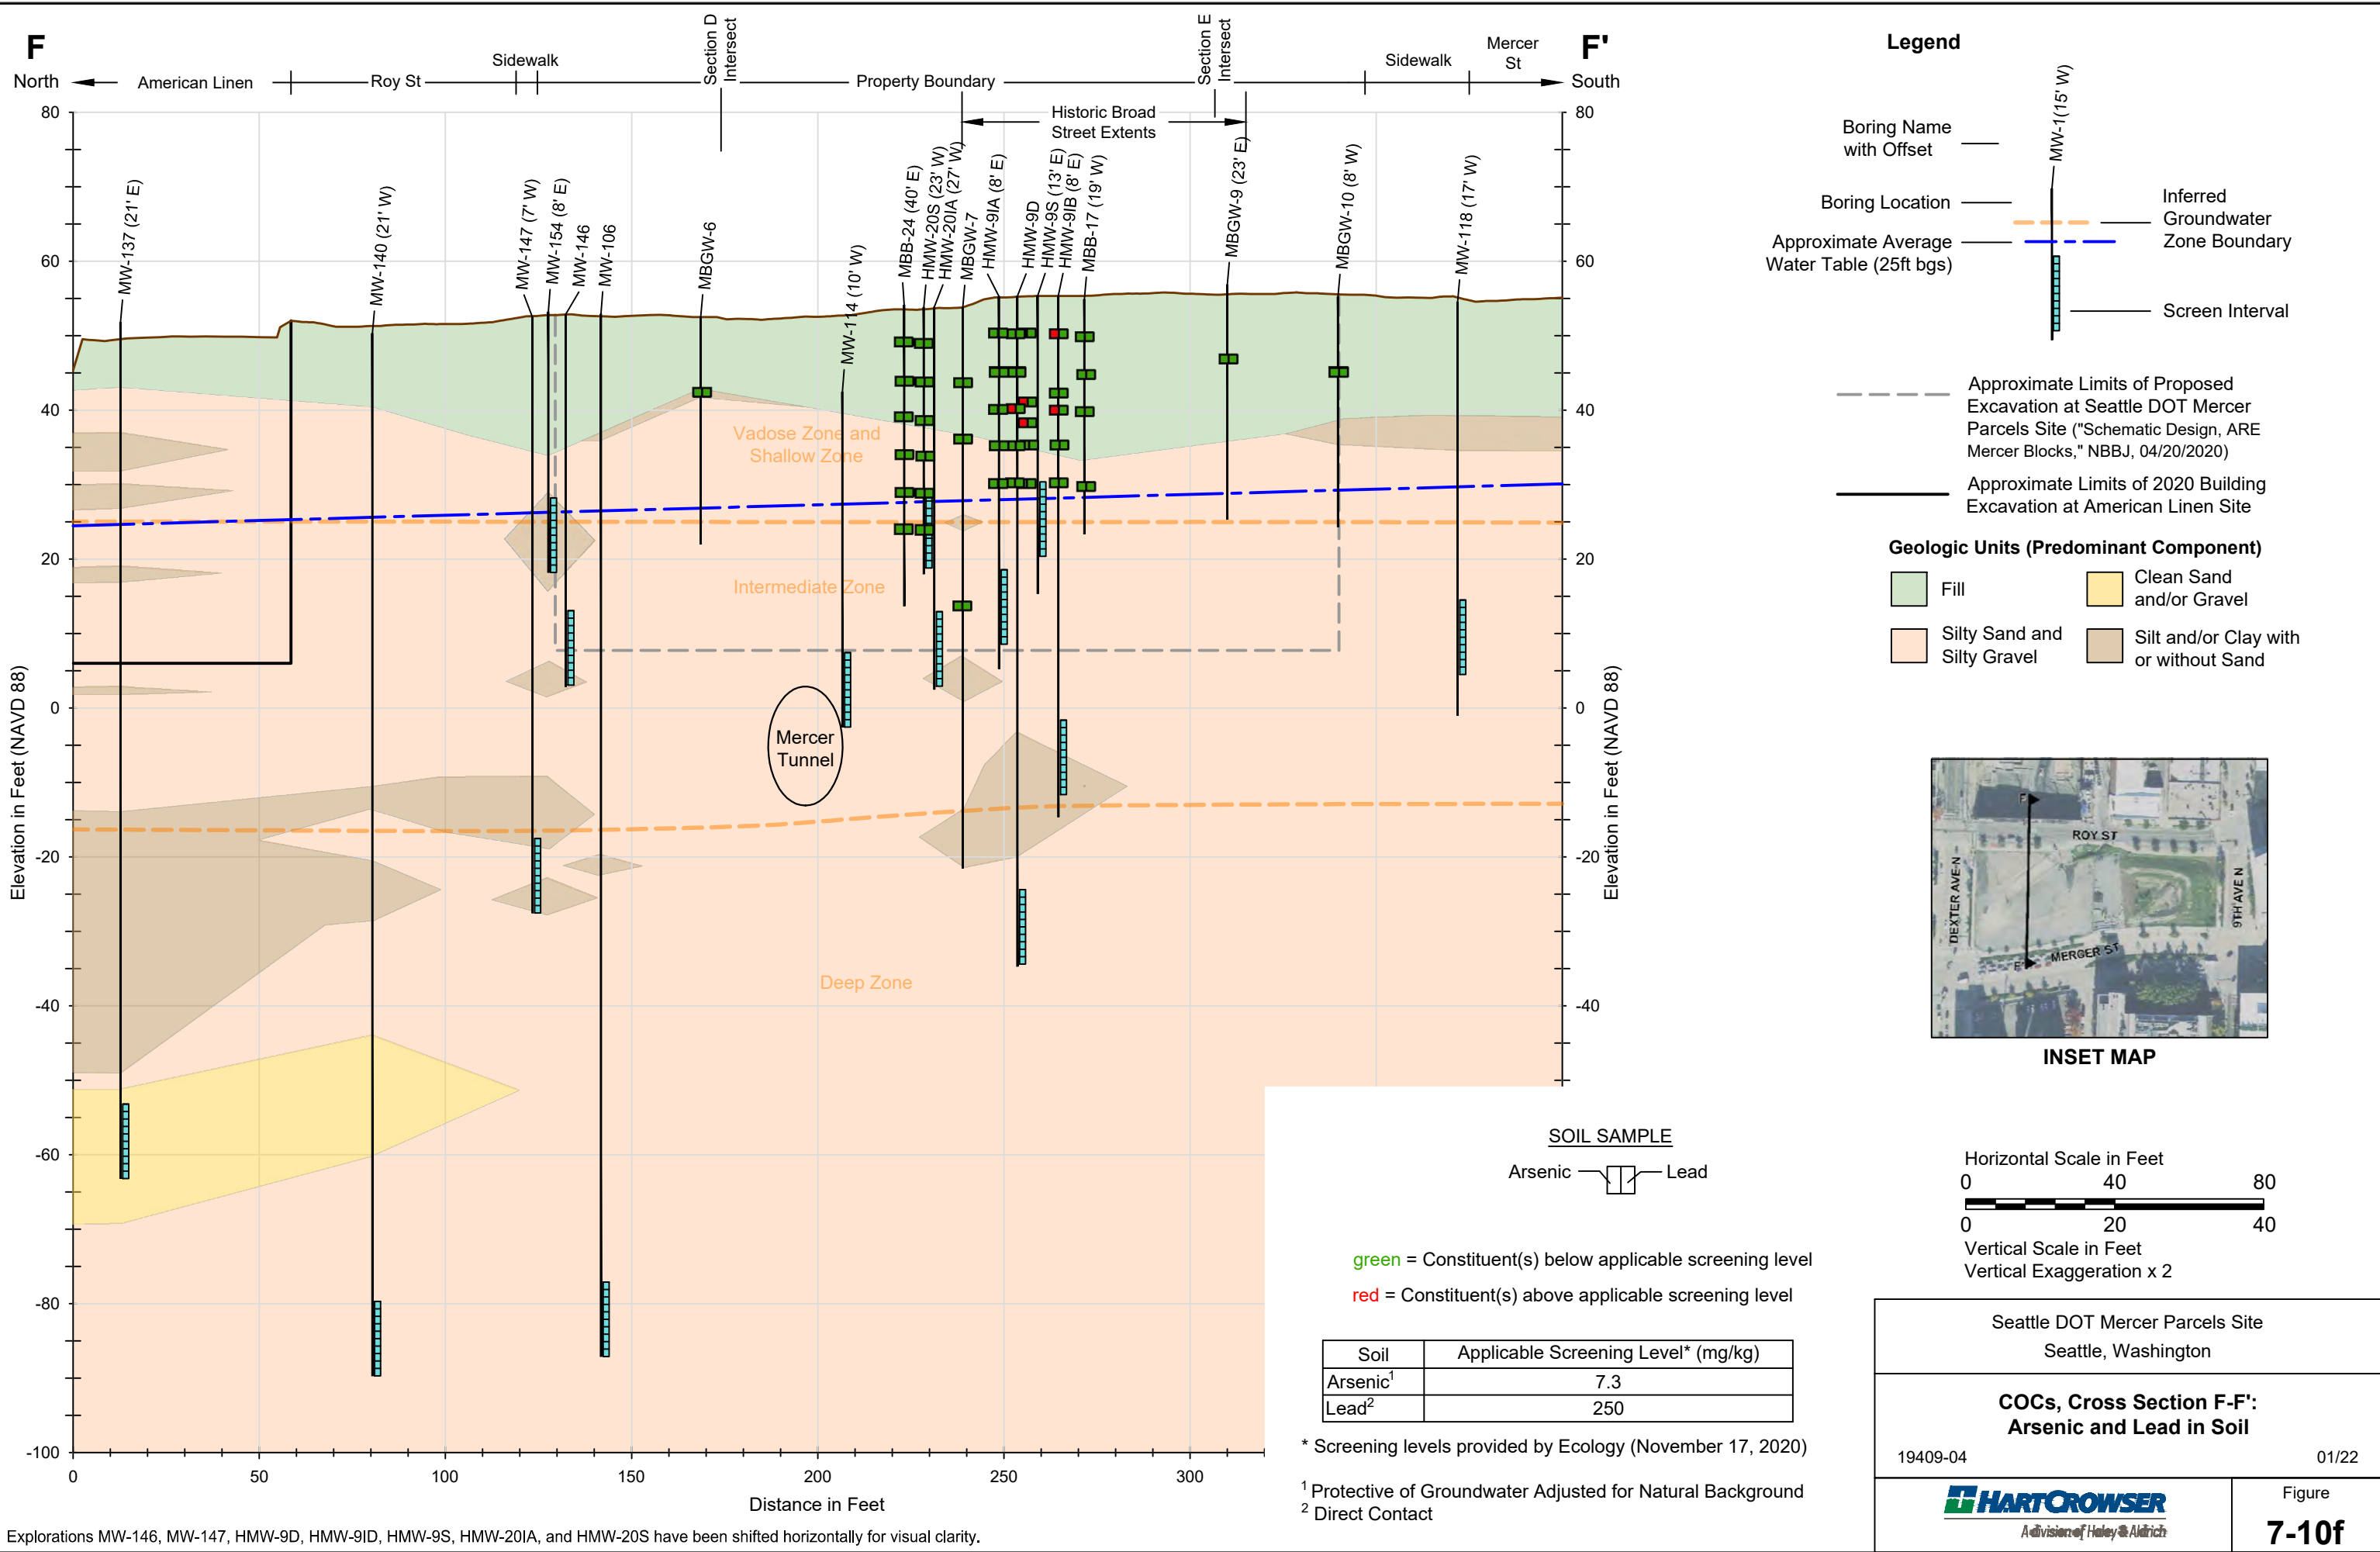 F
F'
North
American Linen
Roy St
Sidewalk
Section D
Intersect
Property Boundary
Section E
Intersect
Sidewalk
Mercer
St
South
Historic Broad
Street Extents
MW-137 (21' E)
MW-140 (21' W)
MW-147 (7' W)
MW-154 (8' E)
MW-146
MW-106
MBGW-6
MW-114 (10' W)
MBB-24 (40' E)
HMW-20S (23' W)
HMW-20IA (27' W)
MBGW-7
HMW-9IA (8' E)
HMW-9D
HMW-9S (13' E)
HMW-9IB (8' E)
MBB-17 (19' W)
MBGW-9 (23' E)
MBGW-10 (8' W)
MW-118 (17' W)
80
60
40
20
0
-20
-40
-60
-80
-100
Elevation in Feet (NAVD 88)
80
60
40
20
0
-20
-40
Elevation in Feet (NAVD 88)
Vadose Zone and
Shallow Zone
Intermediate Zone
Mercer
Tunnel
Deep Zone
0
50
100
150
200
250
300
Distance in Feet
Explorations MW-146, MW-147, HMW-9D, HMW-9ID, HMW-9S, HMW-20IA, and HMW-20S have been shifted horizontally for visual clarity.
SOIL SAMPLE
Arsenic
Lead
green = Constituent(s) below applicable screening level
red = Constituent(s) above applicable screening level
Soil Applicable Screening Level* (mg/kg)
Arsenic1 7.3
Lead2 250
* Screening levels provided by Ecology (November 17, 2020)
1 Protective of Groundwater Adjusted for Natural Background
2 Direct Contact
Legend
Boring Name
with Offset
MW-1(15' W)
Boring Location
Inferred
Groundwater
Zone Boundary
Approximate Average
Water Table (25ft bgs)
Screen Interval
Approximate Limits of Proposed
Excavation at Seattle DOT Mercer
Parcels Site ("Schematic Design, ARE
Mercer Blocks," NBBJ, 04/20/2020)
Approximate Limits of 2020 Building
Excavation at American Linen Site
Geologic Units (Predominant Component)
Fill
Clean Sand
and/or Gravel
Silty Sand and
Silty Gravel
Silt and/or Clay with
or without Sand
F
ROY ST
DEXTER AVE N
9TH AVE N
MERCER ST
F'
INSET MAP
Horizontal Scale in Feet
0 40 80
0 20 40
Vertical Scale in Feet
Vertical Exaggeration x 2
Seattle DOT Mercer Parcels Site
Seattle, Washington
COCs, Cross Section F-F':
Arsenic and Lead in Soil
19409-04 01/22
HARTCROWSER
A division of Haley & Aldrich
Figure
7-10f